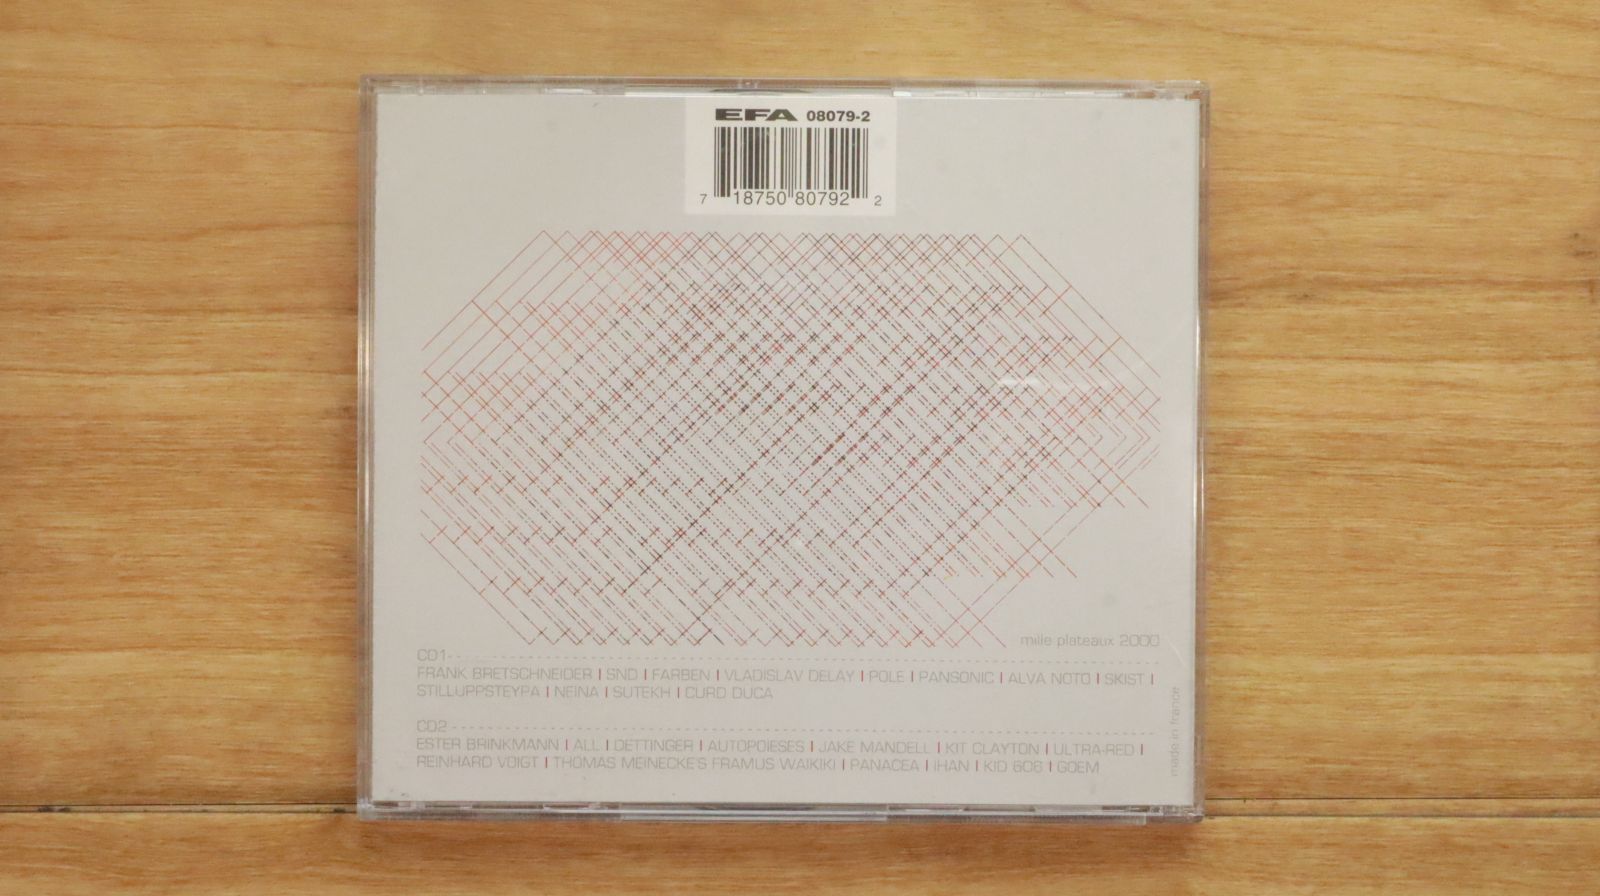 EFA 08079-2
7 18750 80792 2
mille plateaux 2000
CD1
FRANK BRETSCHNEIDER | SND | FARBEN | VLADISLAV DELAY | POLE | PANSONIC | ALVA NOTO | SKIST |
STILLUPPSTEYPA | NEINA | SUTEKH | CURD DUCA
CD2
ESTER BRINKMANN | ALL | DETTINGER | AUTOPOIESES | JAKE MANDELL | KIT CLAYTON | ULTRA-RED |
REINHARD VOIGT | THOMAS MEINECKE'S FRAMUS WAIKIKI | PANACEA | IHAN | KID 606 | GOEM
made in france